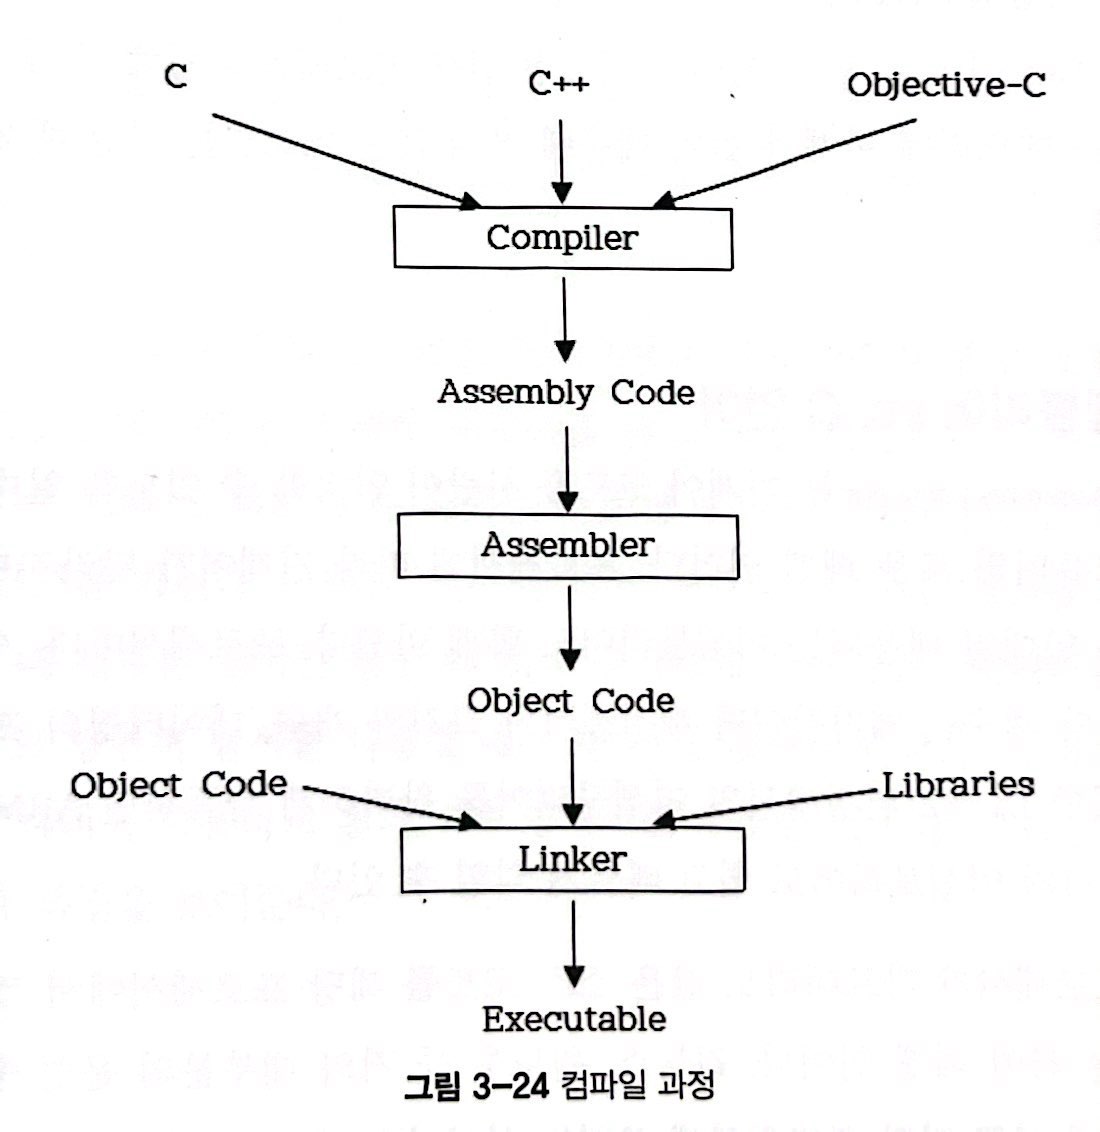 C
C++
Objective-C
Compiler
Assembly Code
Assembler
Object Code
Object Code
Libraries
Linker
Executable
그림 3-24 컴파일 과정